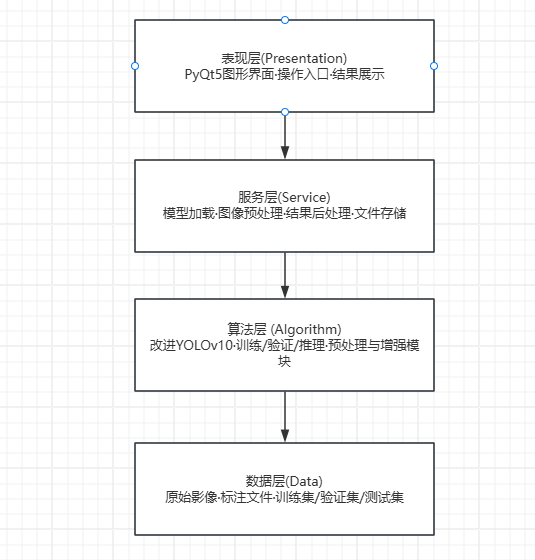 表现层(Presentation)
PyQt5图形界面·操作入口·结果展示
服务层(Service)
模型加载·图像预处理·结果后处理·文件存储
算法层 (Algorithm)
改进YOLOv10·训练/验证/推理·预处理与增强模
块
数据层(Data)
原始影像·标注文件·训练集/验证集/测试集